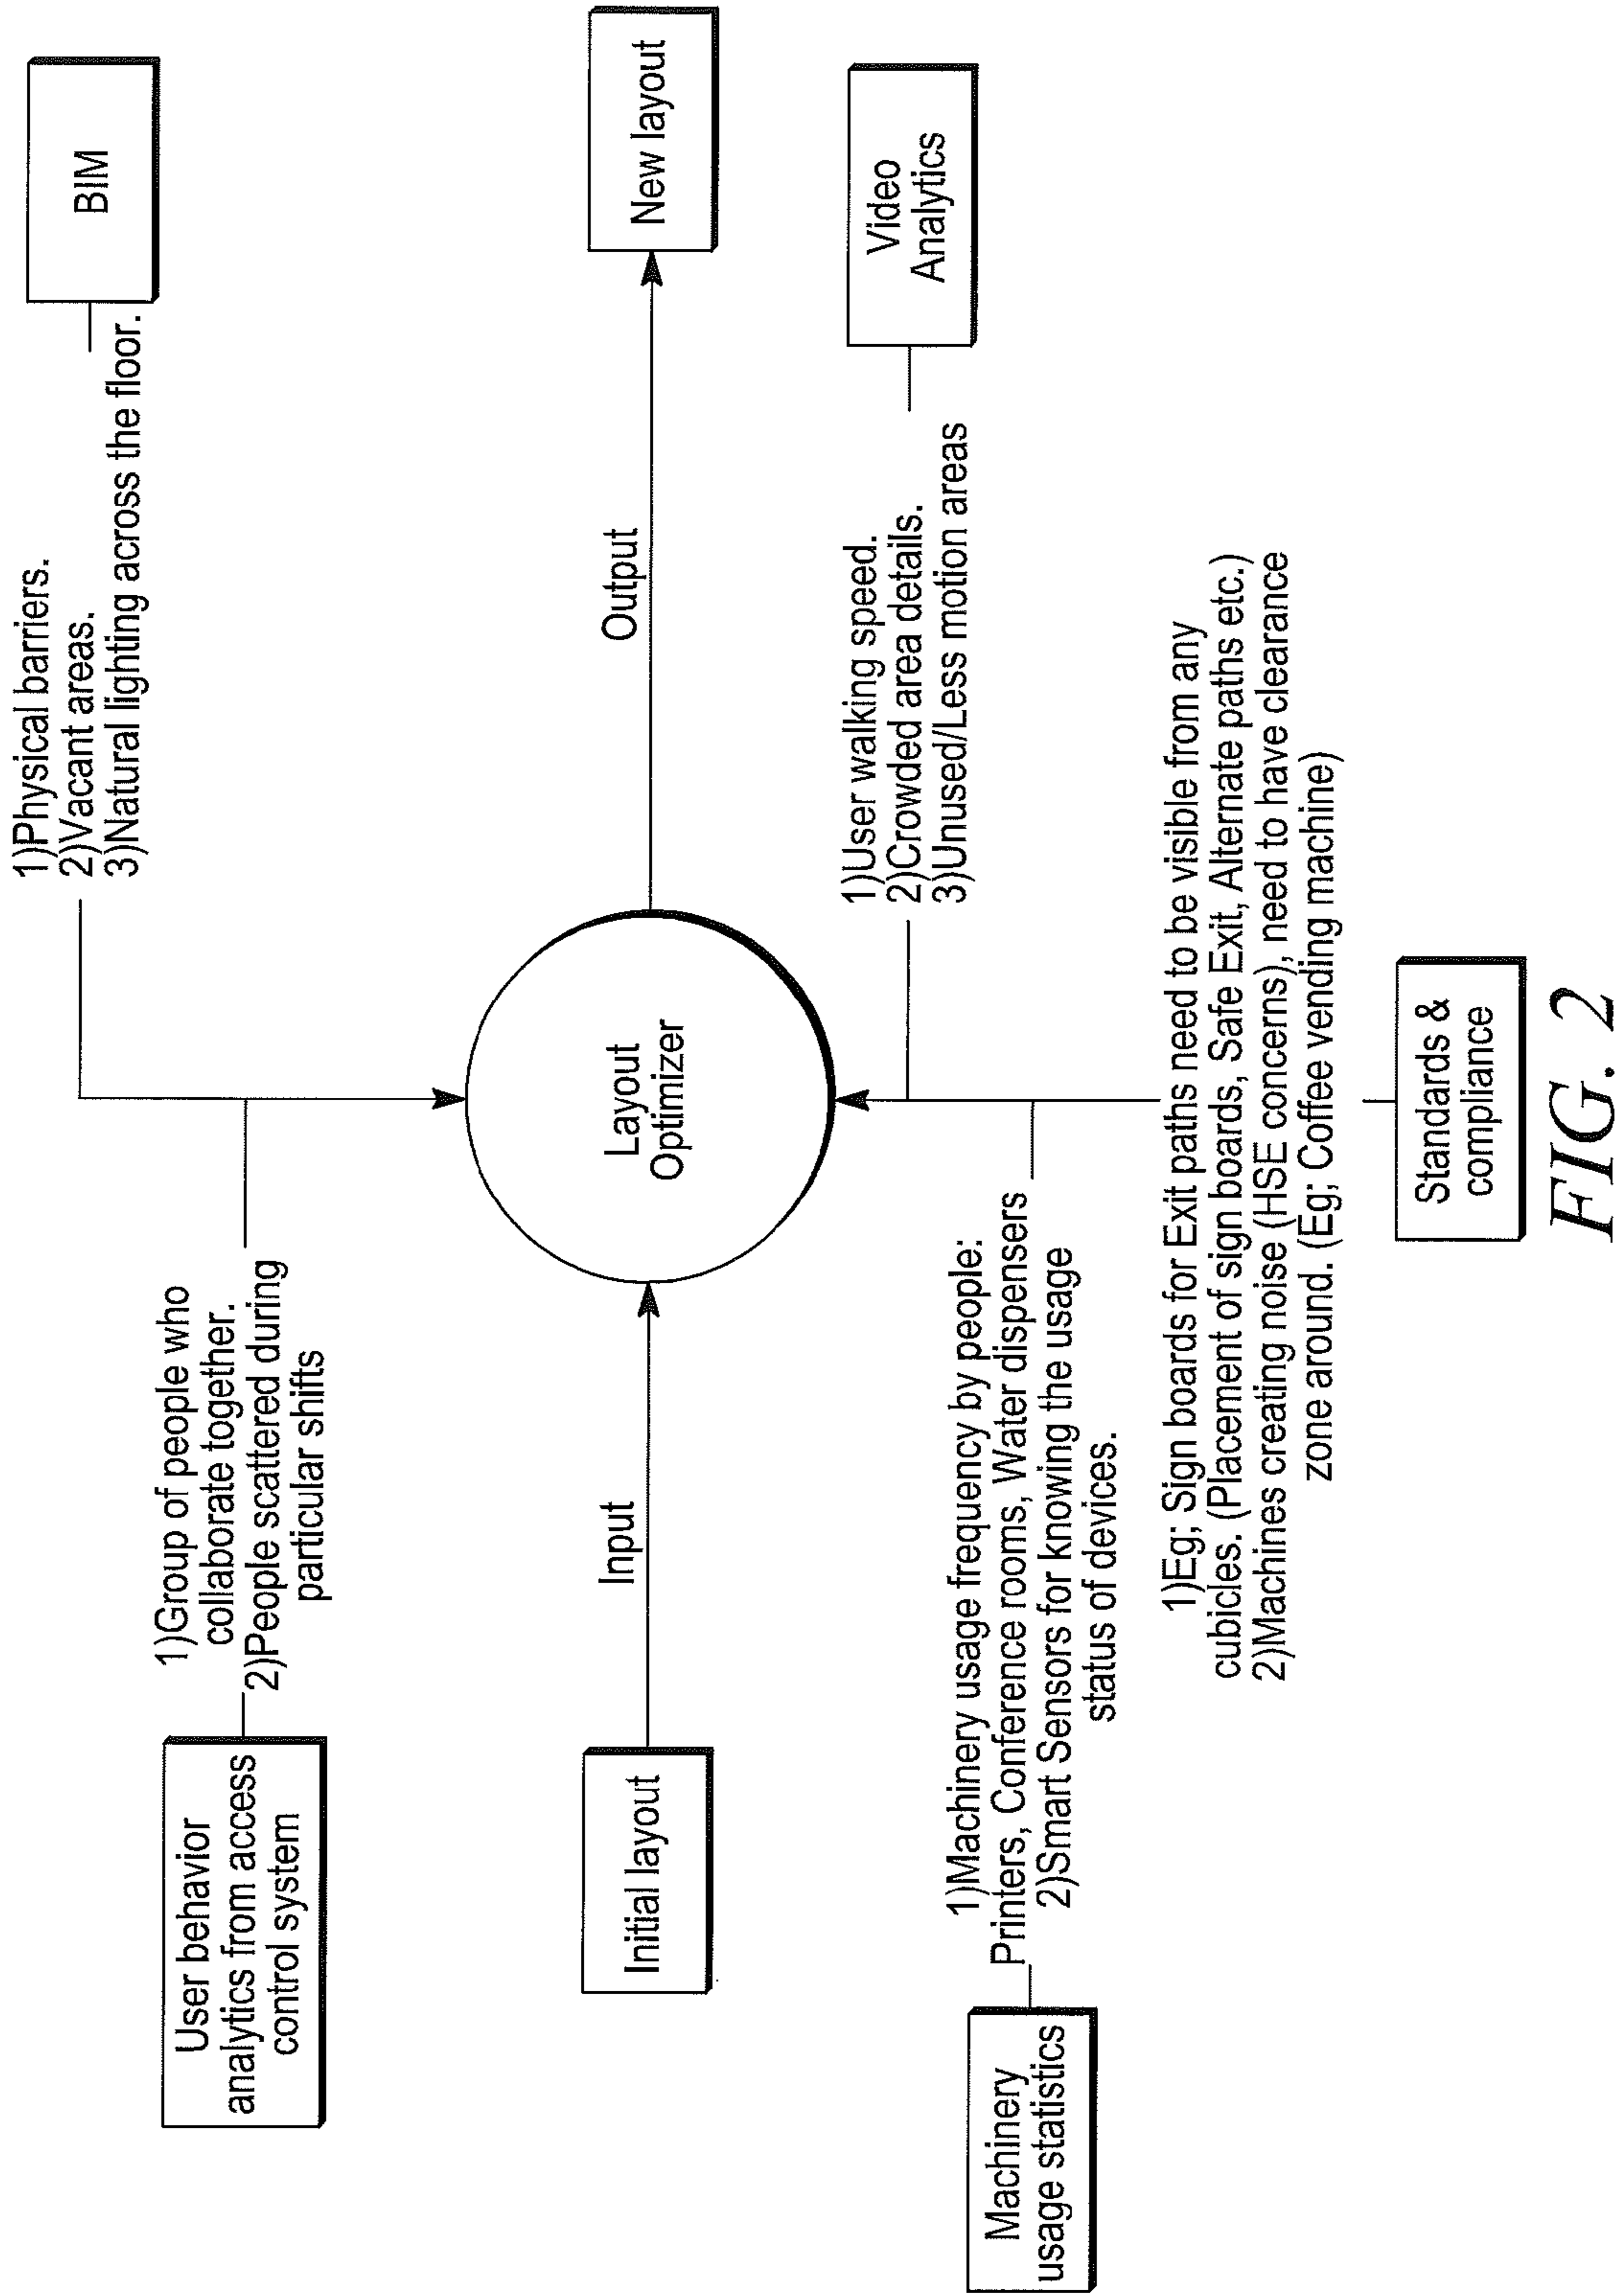 User behavior
analytics from access
control system
1)Group of people who
collaborate together.
2)People scattered during
particular shifts
1)Physical barriers.
2)Vacant areas.
3)Natural lighting across the floor.
BIM
Initial layout
Input
Layout
Optimizer
Output
New layout
Machinery
usage statistics
1)Machinery usage frequency by people:
Printers, Conference rooms, Water dispensers
2)Smart Sensors for knowing the usage
status of devices.
1)User walking speed.
2)Crowded area details.
3)Unused/Less motion areas
Video
Analytics
1)Eg; Sign boards for Exit paths need to be visible from any
cubicles. (Placement of sign boards, Safe Exit, Alternate paths etc.)
2)Machines creating noise (HSE concerns), need to have clearance
zone around. (Eg; Coffee vending machine)
Standards &
compliance
FIG. 2